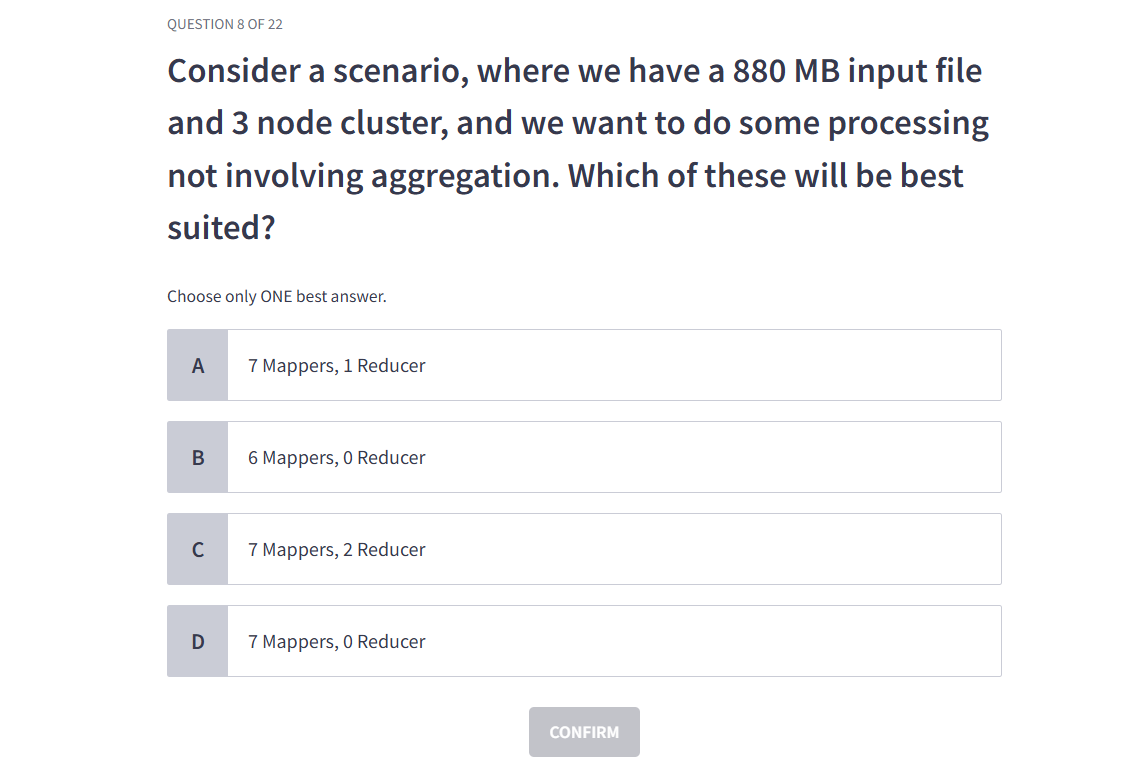 QUESTION 8 OF 22
Consider a scenario, where we have a 880 MB input file
and 3 node cluster, and we want to do some processing
not involving aggregation. Which of these will be best
suited?
Choose only ONE best answer.
A
7 Mappers, 1 Reducer
B
6 Mappers, 0 Reducer
C
7 Mappers, 2 Reducer
D
7 Mappers, 0 Reducer
CONFIRM